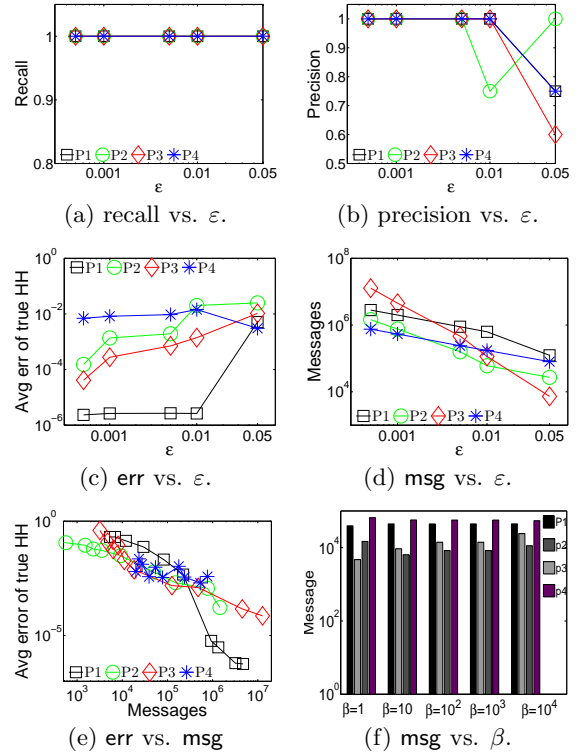 1
0.9
0.8
Recall
P1 P2 P3 P4
0.001 0.01 0.05
ε
(a) recall vs. ε.
1
0.9
0.8
0.7
0.6
0.5
Precision
P1 P2 P3 P4
0.001 0.01 0.05
ε
(b) precision vs. ε.
10^0
10^-2
10^-4
10^-6
Avg err of true HH
P1 P2 P3 P4
0.001 0.01 0.05
ε
(c) err vs. ε.
10^8
10^6
10^4
Messages
P1 P2 P3 P4
0.001 0.01 0.05
ε
(d) msg vs. ε.
10^0
10^-5
Avg error of true HH
P1 P2 P3 P4
10^3 10^4 10^5 10^6 10^7
Messages
(e) err vs. msg
10^4
10^2
10^0
Message
P1
p2
p3
p4
β=1 β=10 β=10^2 β=10^3 β=10^4
(f) msg vs. β.